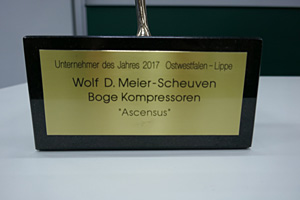 Unternehmer des Jahres 2017 Ostwestfalen - Lippe
Wolf D. Meier-Scheuven
Boge Kompressoren
"Ascensus"